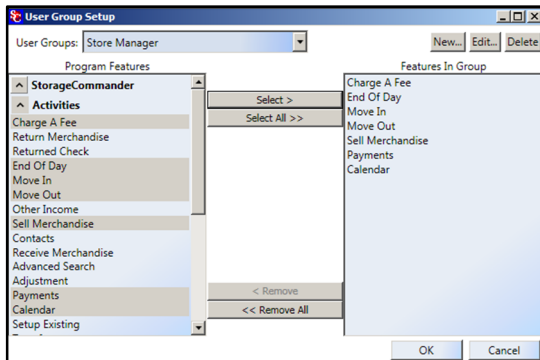 User Group Setup
User Groups: Store Manager
New... Edit... Delete
Program Features
Features In Group
StorageCommander
Activities
Charge A Fee
Return Merchandise
Returned Check
End Of Day
Move In
Move Out
Other Income
Sell Merchandise
Contacts
Receive Merchandise
Advanced Search
Adjustment
Payments
Calendar
Setup Existing
Select >
Select All >>
< Remove
<< Remove All
Charge A Fee
End Of Day
Move In
Move Out
Sell Merchandise
Payments
Calendar
OK Cancel